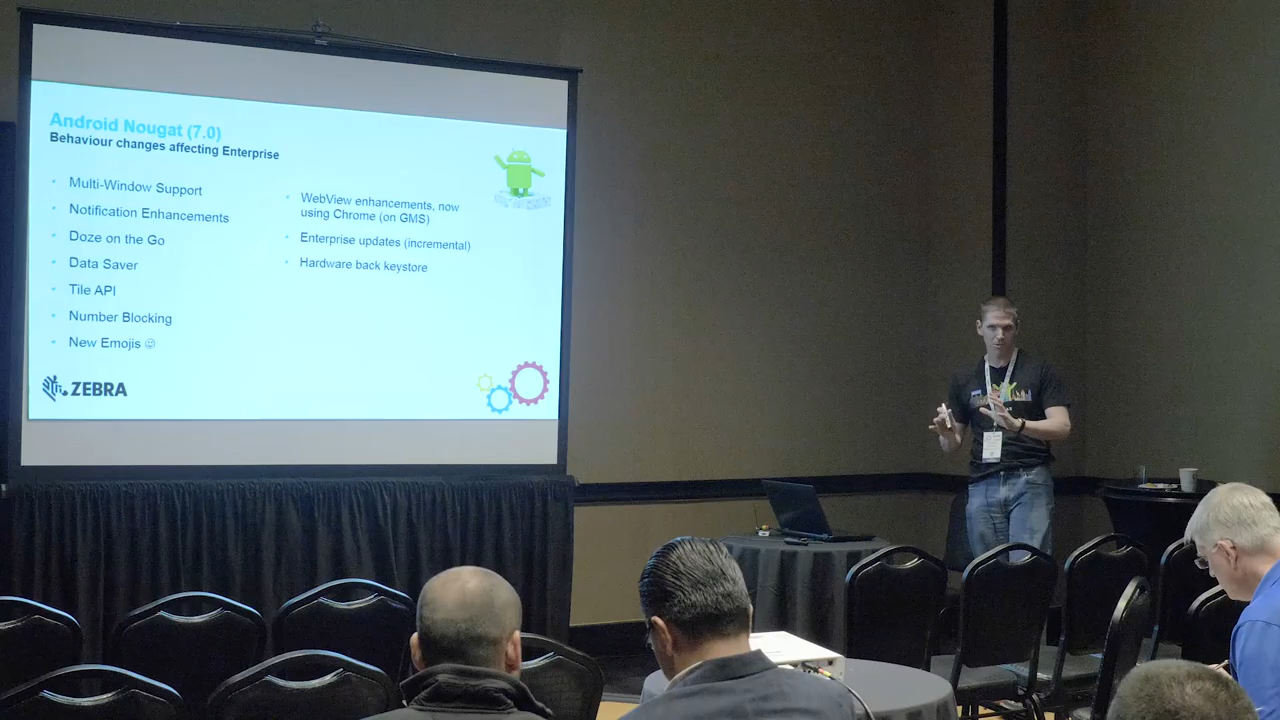 Android Nougat (7.0)
Behaviour changes affecting Enterprise
Multi-Window Support
Notification Enhancements
Doze on the Go
Data Saver
Tile API
Number Blocking
New Emojis ☺
WebView enhancements, now
using Chrome (on GMS)
Enterprise updates (incremental)
Hardware back keystore
ZEBRA